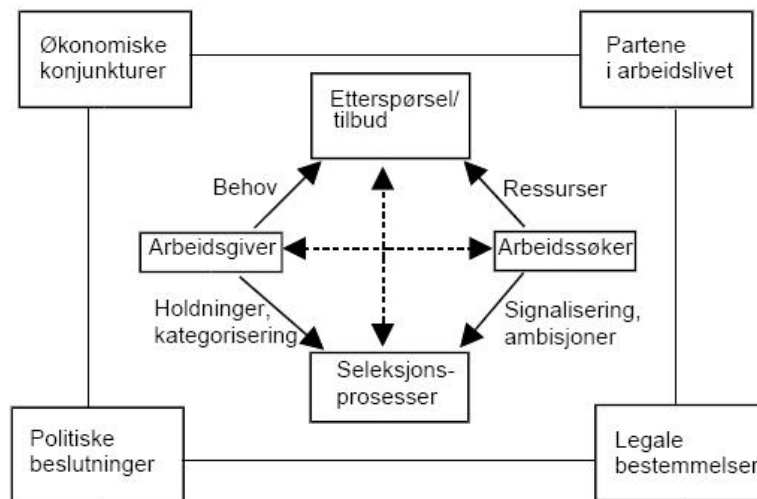 Økonomiske
konjunkturer
Partene
i arbeidslivet
Etterspørsel/
tilbud
Behov
Ressurser
Arbeidsgiver
Arbeidssøker
Holdninger,
kategorisering
Signalisering,
ambisjoner
Seleksjons-
prosesser
Politiske
beslutninger
Legale
bestemmelser